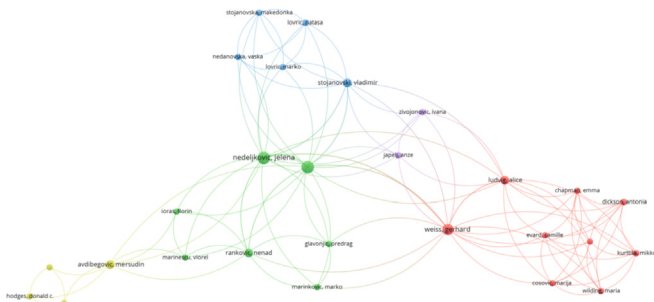 stojanovska, makedonka
lovric, natasa
nedanovska, vaska
lovric, marko
stojanovski, vladimir
zivojinovic, ivana
nedeljkovic, jelena
japelj, anze
ludvig, alice
chapman, emma
dickson, antonia
ioras, florin
weiss, gerhard
evard, camille
glavonjic, predrag
marinescu, viorel
rankovic, nenad
kurttila, mikko
avdibegovic, mersudin
cosovic, marija
marinkovic, marko
wilding, maria
hodges, donald c.